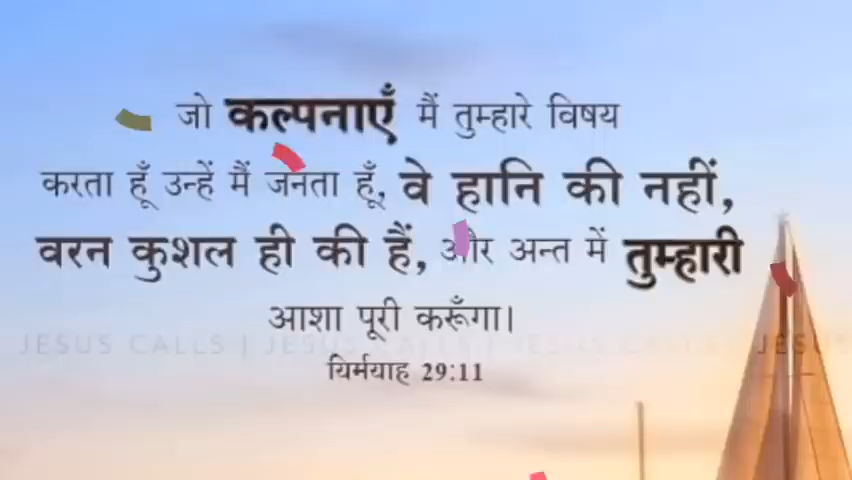 जो कल्पनाएँ मैं तुम्हारे विषय
करता हूँ उन्हें मैं जनता हूँ, वे हानि की नहीं,
वरन कुशल ही की हैं, और अन्त में तुम्हारी
आशा पूरी करूँगा।
JESUS CALLS | JESUS CALLS | JESUS CALLS | JESUS
यिर्मयाह 29:11